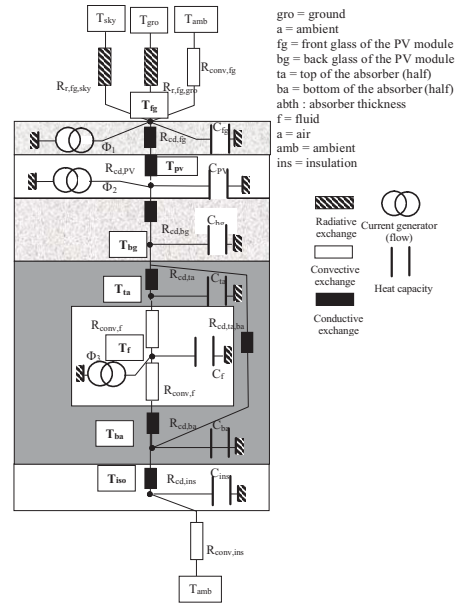 T_sky
T_gro
T_amb
R_r,fg,sky
R_r,fg,gro
R_conv,fg
T_fg
R_cd,fg
C_fg
Φ_1
R_cd,PV
T_pv
C_PV
Φ_2
R_cd,bg
C_bg
T_bg
R_cd,ta
C_ta
T_ta
R_conv,f
R_cd,ta,ba
T_f
Φ_3
C_f
R_conv,f
R_cd,ba
C_ba
T_ba
T_iso
R_cd,ins
C_ins
R_conv,ins
T_amb
gro = ground
a = ambient
fg = front glass of the PV module
bg = back glass of the PV module
ta = top of the absorber (half)
ba = bottom of the absorber (half)
abth : absorber thickness
f = fluid
a = air
amb = ambient
ins = insulation
Radiative
exchange
Current generator
(flow)
Convective
exchange
Heat capacity
Conductive
exchange